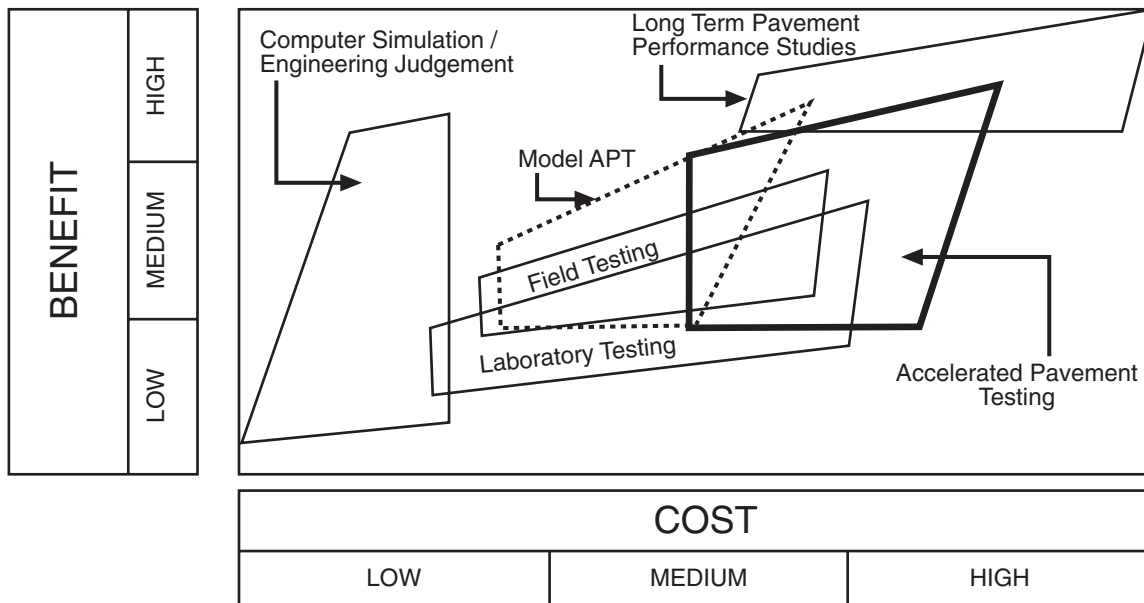 BENEFIT
HIGH
MEDIUM
LOW
Computer Simulation /
Engineering Judgement
Long Term Pavement
Performance Studies
Model APT
Field Testing
Laboratory Testing
Accelerated Pavement
Testing
COST
LOW
MEDIUM
HIGH